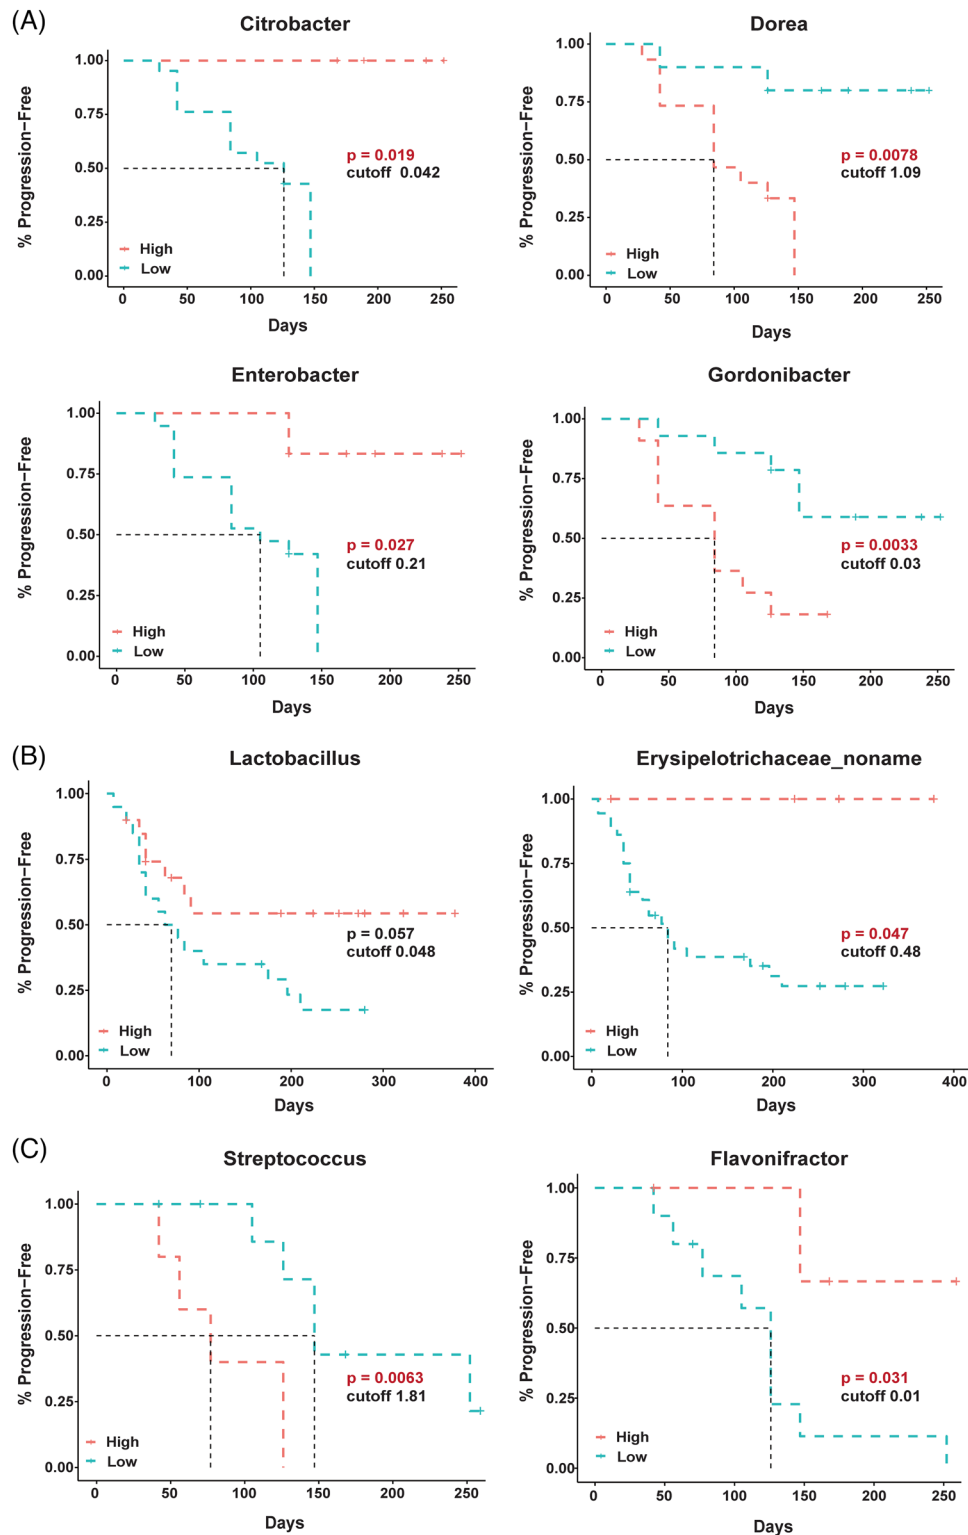 (A)
Citrobacter
% Progression-Free
1.00
0.75
0.50
0.25
0.00
p = 0.019
cutoff 0.042
High
Low
0 50 100 150 200 250
Days
Dorea
% Progression-Free
1.00
0.75
0.50
0.25
0.00
p = 0.0078
cutoff 1.09
High
Low
0 50 100 150 200 250
Days
Enterobacter
% Progression-Free
1.00
0.75
0.50
0.25
0.00
p = 0.027
cutoff 0.21
High
Low
0 50 100 150 200 250
Days
Gordonibacter
% Progression-Free
1.00
0.75
0.50
0.25
0.00
p = 0.0033
cutoff 0.03
High
Low
0 50 100 150 200 250
Days
(B)
Lactobacillus
% Progression-Free
1.00
0.75
0.50
0.25
0.00
p = 0.057
cutoff 0.048
High
Low
0 100 200 300 400
Days
Erysipelotrichaceae_noname
% Progression-Free
1.00
0.75
0.50
0.25
0.00
p = 0.047
cutoff 0.48
High
Low
0 100 200 300 400
Days
(C)
Streptococcus
% Progression-Free
1.00
0.75
0.50
0.25
0.00
p = 0.0063
cutoff 1.81
High
Low
0 50 100 150 200 250
Days
Flavonifractor
% Progression-Free
1.00
0.75
0.50
0.25
0.00
p = 0.031
cutoff 0.01
High
Low
0 50 100 150 200 250
Days